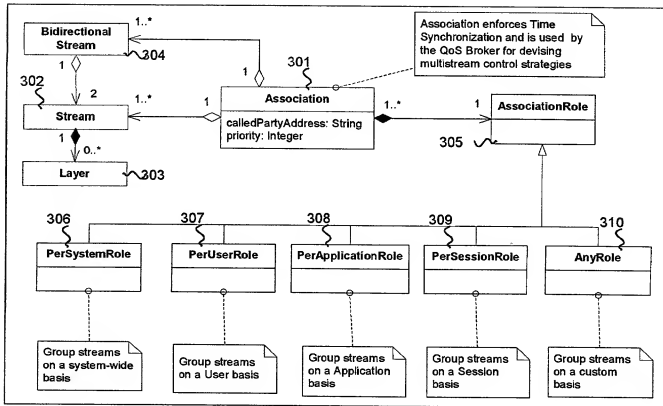 1..*
Bidirectional
Stream
304
1
1
2
302
Stream
1..*
1
1
0..*
Layer
303
301
Association
calledPartyAddress: String
priority: Integer
Association enforces Time
Synchronization and is used by
the QoS Broker for devising
multistream control strategies
1..*
1
AssociationRole
305
306
PerSystemRole
307
PerUserRole
308
PerApplicationRole
309
PerSessionRole
310
AnyRole
Group streams
on a system-wide
basis
Group streams
on a User basis
Group streams
on a Application
basis
Group streams
on a Session
basis
Group streams
on a custom
basis